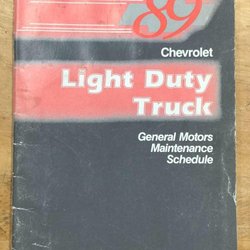 89
Chevrolet
Light Duty
Truck
General Motors
Maintenance
Schedule